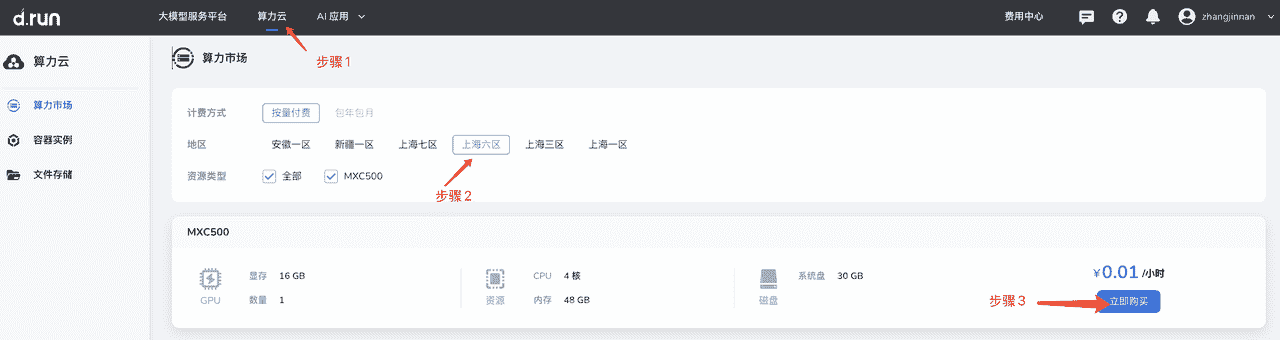 d.run 大模型服务平台 算力云 AI 应用 费用中心 zhangjinnan
步骤1
算力云
算力市场
容器实例
文件存储
算力市场
计费方式 按量付费 包年包月
地区 安徽一区 新疆一区 上海七区 上海六区 上海三区 上海一区
资源类型 全部 MXC500
步骤2
MXC500
GPU 显存 16 GB 数量 1
资源 CPU 4 核 内存 48 GB
磁盘 系统盘 30 GB
¥0.01 /小时
步骤3
立即购买